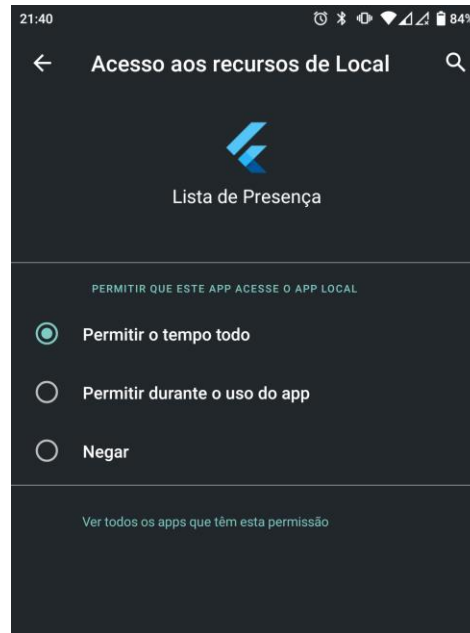 21:40
84%
Acesso aos recursos de Local
Lista de Presença
PERMITIR QUE ESTE APP ACESSE O APP LOCAL
Permitir o tempo todo
Permitir durante o uso do app
Negar
Ver todos os apps que têm esta permissão